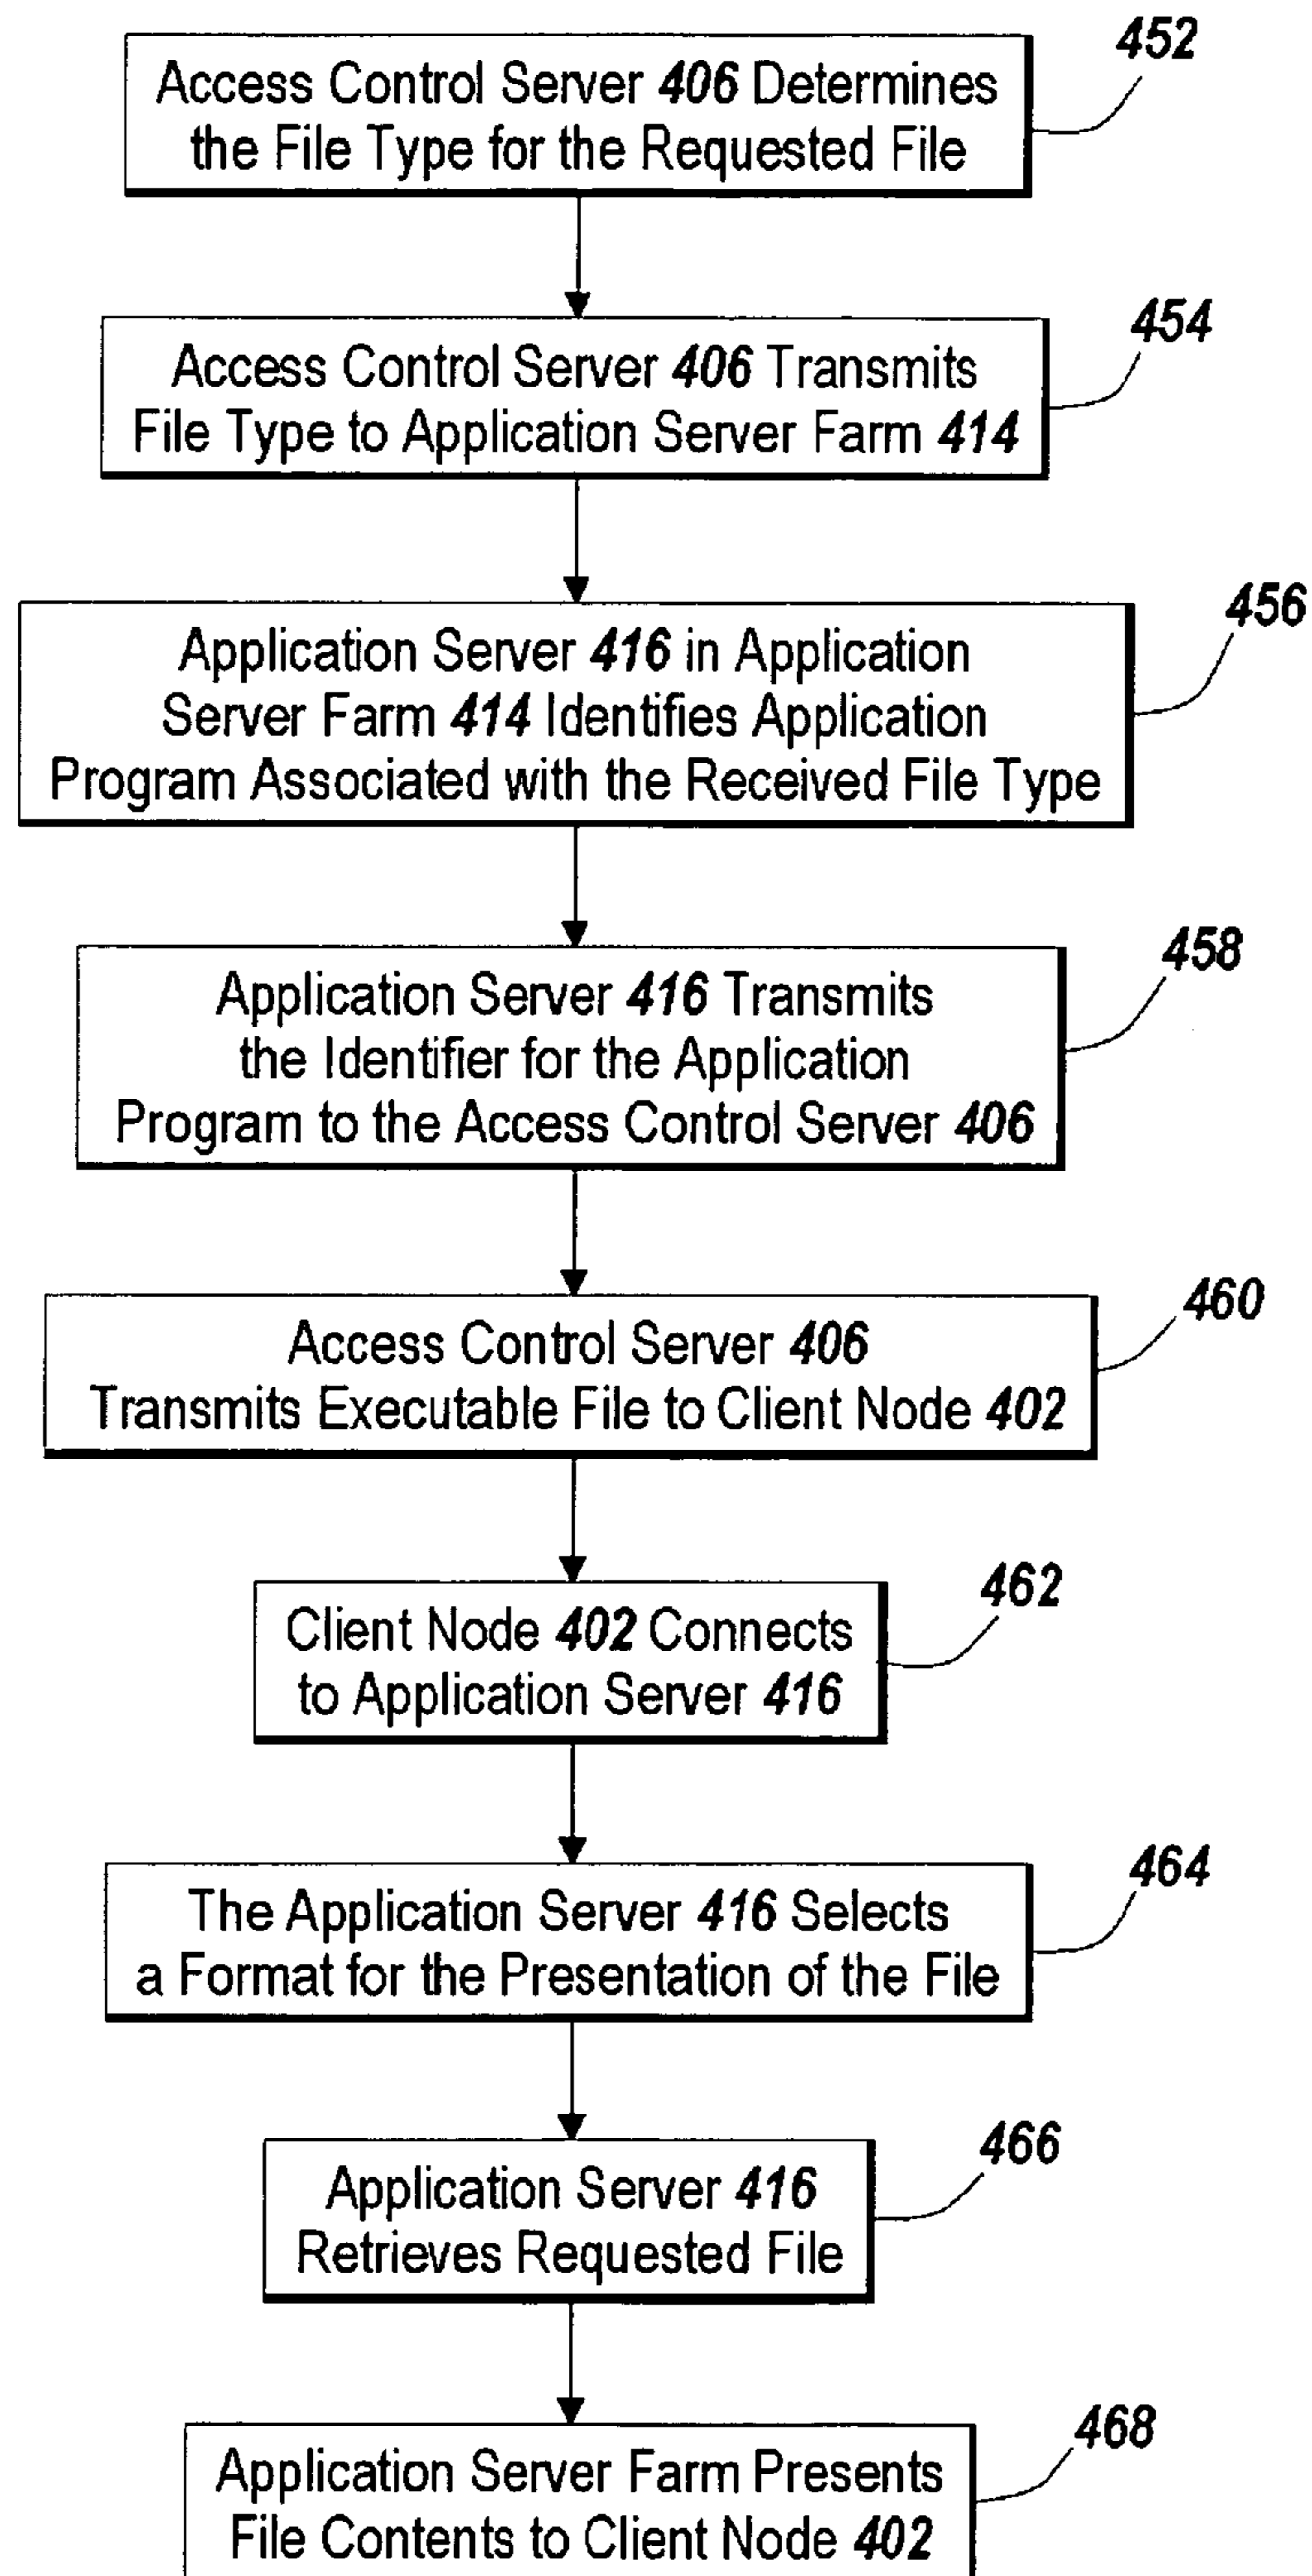 452
Access Control Server 406 Determines
the File Type for the Requested File
454
Access Control Server 406 Transmits
File Type to Application Server Farm 414
456
Application Server 416 in Application
Server Farm 414 Identifies Application
Program Associated with the Received File Type
458
Application Server 416 Transmits
the Identifier for the Application
Program to the Access Control Server 406
460
Access Control Server 406
Transmits Executable File to Client Node 402
462
Client Node 402 Connects
to Application Server 416
464
The Application Server 416 Selects
a Format for the Presentation of the File
466
Application Server 416
Retrieves Requested File
468
Application Server Farm Presents
File Contents to Client Node 402